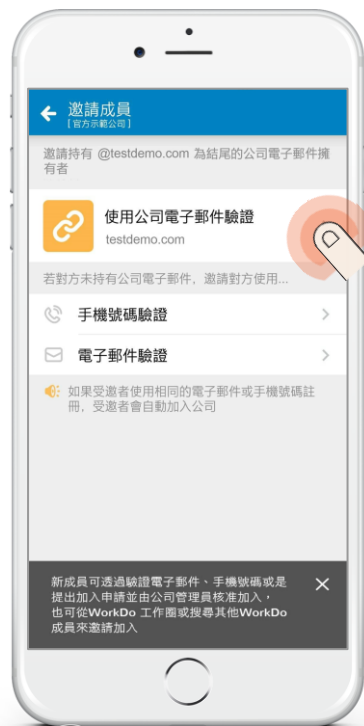 邀請成員
[官方示範公司]
邀請持有 @testdemo.com 為結尾的公司電子郵件擁
有者
使用公司電子郵件驗證
testdemo.com
若對方未持有公司電子郵件，邀請對方使用...
手機號碼驗證
電子郵件驗證
如果受邀者使用相同的電子郵件或手機號碼註
冊，受邀者會自動加入公司
新成員可透過驗證電子郵件、手機號碼或是
提出加入申請並由公司管理員核准加入，
也可從WorkDo 工作圈或搜尋其他WorkDo
成員來邀請加入